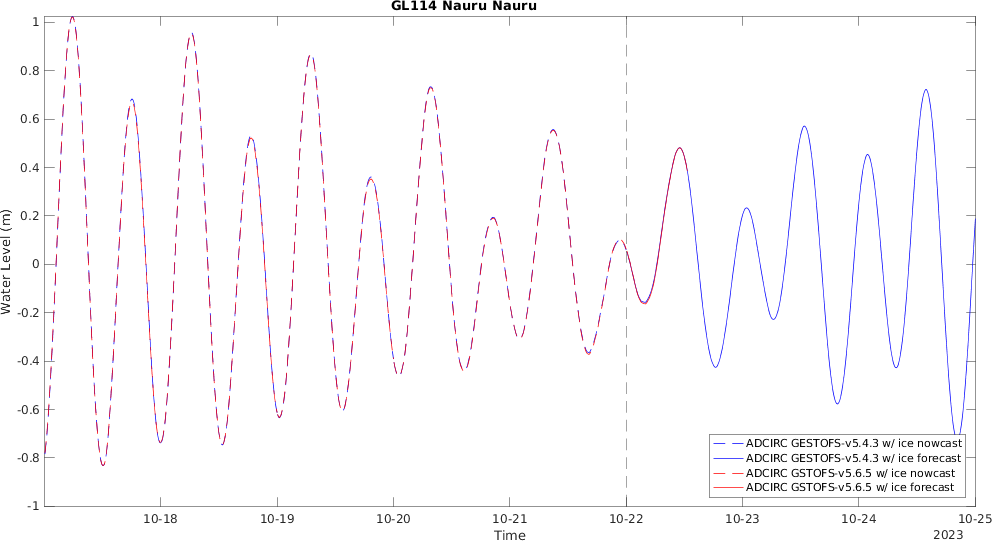 GL114 Nauru Nauru
1
0.8
0.6
0.4
0.2
0
-0.2
-0.4
-0.6
-0.8
-1
Water Level (m)
ADCIRC GESTOFS-v5.4.3 w/ ice nowcast
ADCIRC GESTOFS-v5.4.3 w/ ice forecast
ADCIRC GSTOFS-v5.6.5 w/ ice nowcast
ADCIRC GSTOFS-v5.6.5 w/ ice forecast
10-18 10-19 10-20 10-21 10-22 10-23 10-24 10-25
Time
2023